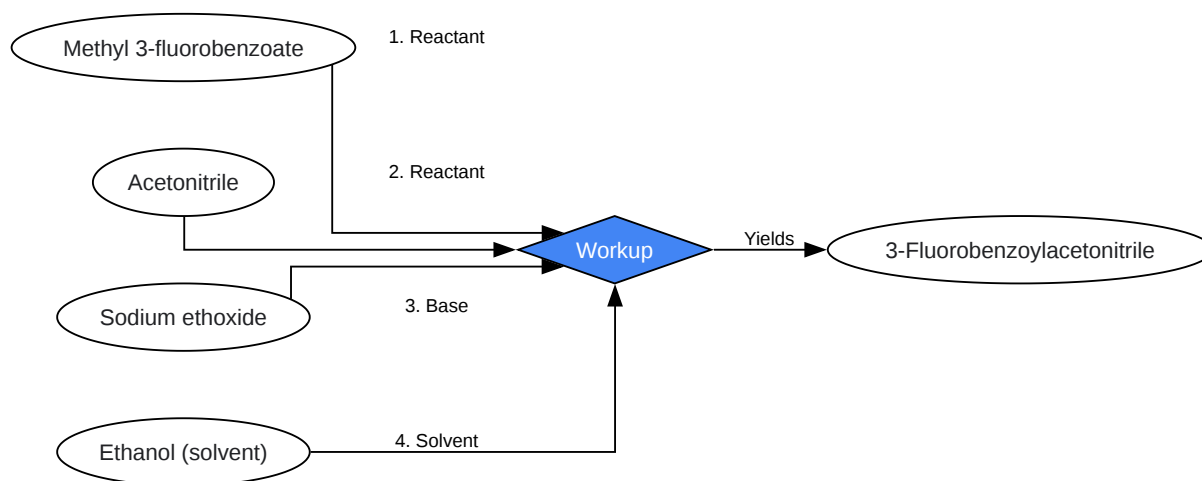 Methyl 3-fluorobenzoate
1. Reactant
Acetonitrile
2. Reactant
Workup
Yields
3-Fluorobenzoylacetonitrile
Sodium ethoxide
3. Base
Ethanol (solvent)
4. Solvent